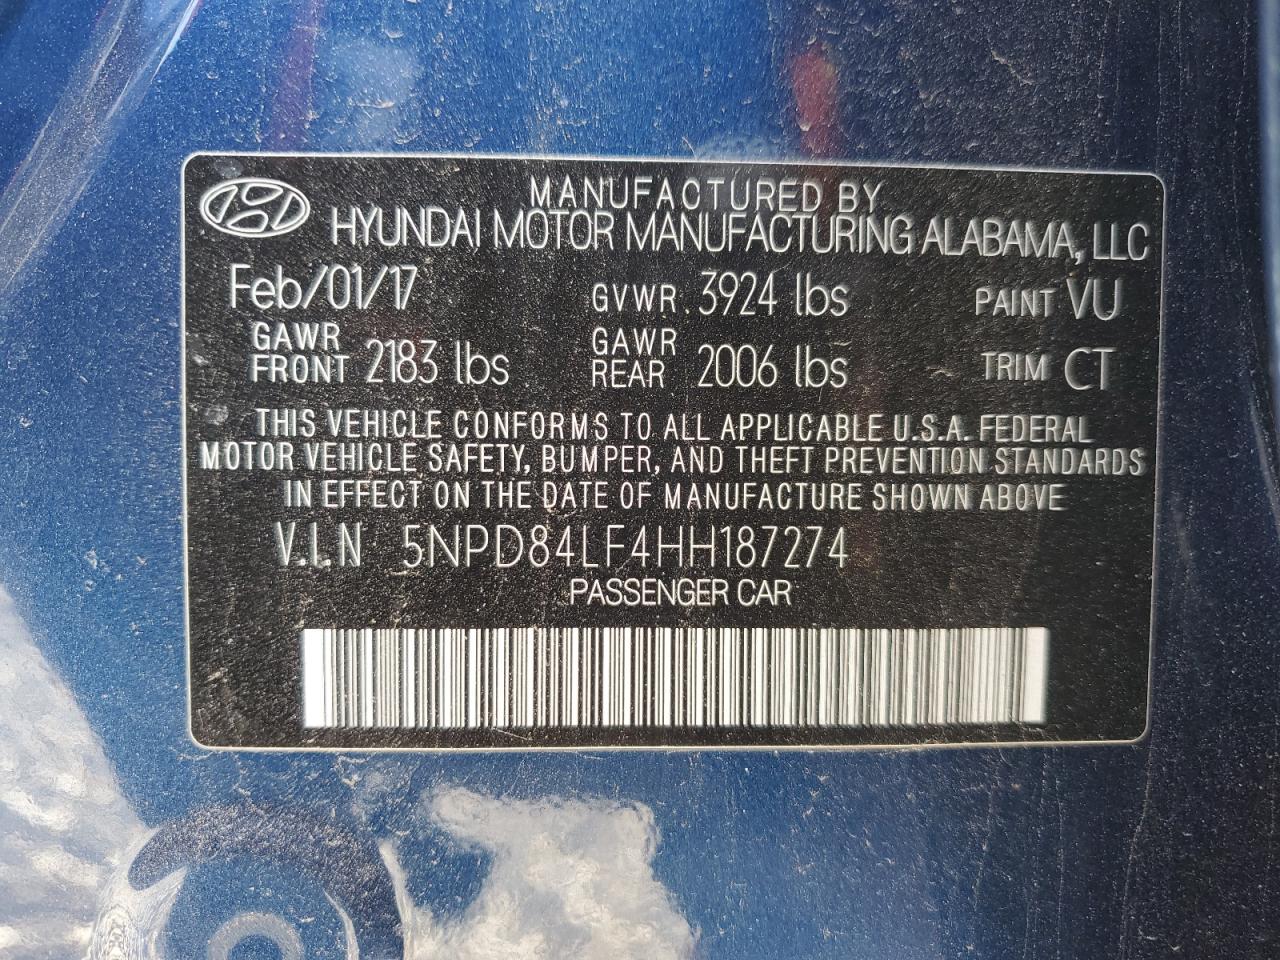 MANUFACTURED BY
HYUNDAI MOTOR MANUFACTURING ALABAMA, LLC
Feb/01/17 GVWR. 3924 lbs PAINT VU
GAWR FRONT 2183 lbs GAWR REAR 2006 lbs TRIM CT
THIS VEHICLE CONFORMS TO ALL APPLICABLE U.S.A. FEDERAL
MOTOR VEHICLE SAFETY, BUMPER, AND THEFT PREVENTION STANDARDS
IN EFFECT ON THE DATE OF MANUFACTURE SHOWN ABOVE
V.I.N 5NPD84LF4HH187274
PASSENGER CAR